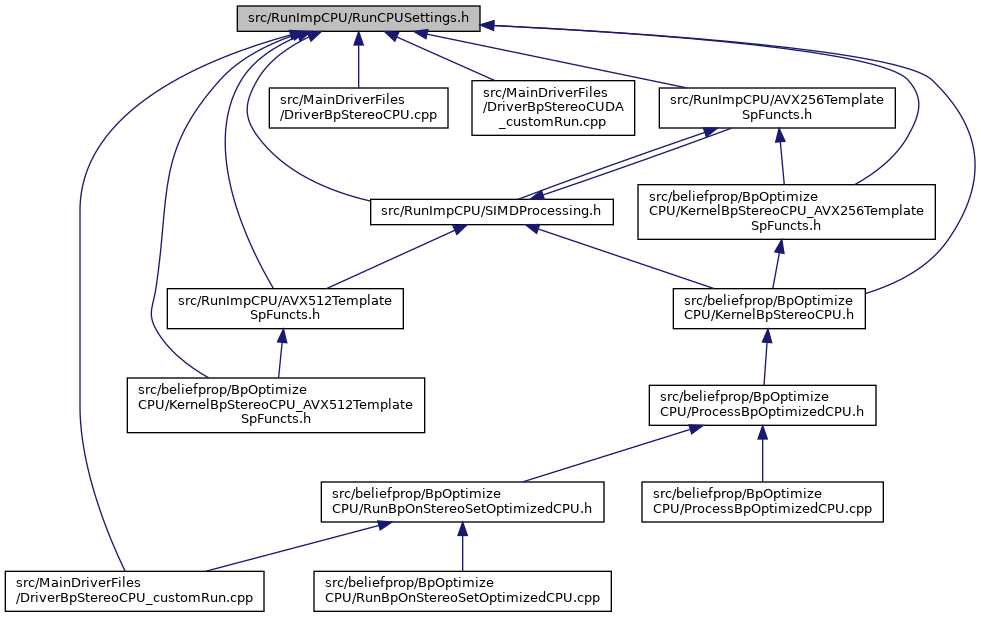 src/RunImpCPU/RunCPUSettings.h
src/MainDriverFiles
/DriverBpStereoCPU.cpp
src/MainDriverFiles
/DriverBpStereoCUDA
_customRun.cpp
src/RunImpCPU/AVX256Template
SpFuncts.h
src/RunImpCPU/SIMDProcessing.h
src/beliefprop/BpOptimize
CPU/KernelBpStereoCPU_AVX256Template
SpFuncts.h
src/RunImpCPU/AVX512Template
SpFuncts.h
src/beliefprop/BpOptimize
CPU/KernelBpStereoCPU.h
src/beliefprop/BpOptimize
CPU/KernelBpStereoCPU_AVX512Template
SpFuncts.h
src/beliefprop/BpOptimize
CPU/ProcessBpOptimizedCPU.h
src/beliefprop/BpOptimize
CPU/RunBpOnStereoSetOptimizedCPU.h
src/beliefprop/BpOptimize
CPU/ProcessBpOptimizedCPU.cpp
src/MainDriverFiles
/DriverBpStereoCPU_customRun.cpp
src/beliefprop/BpOptimize
CPU/RunBpOnStereoSetOptimizedCPU.cpp